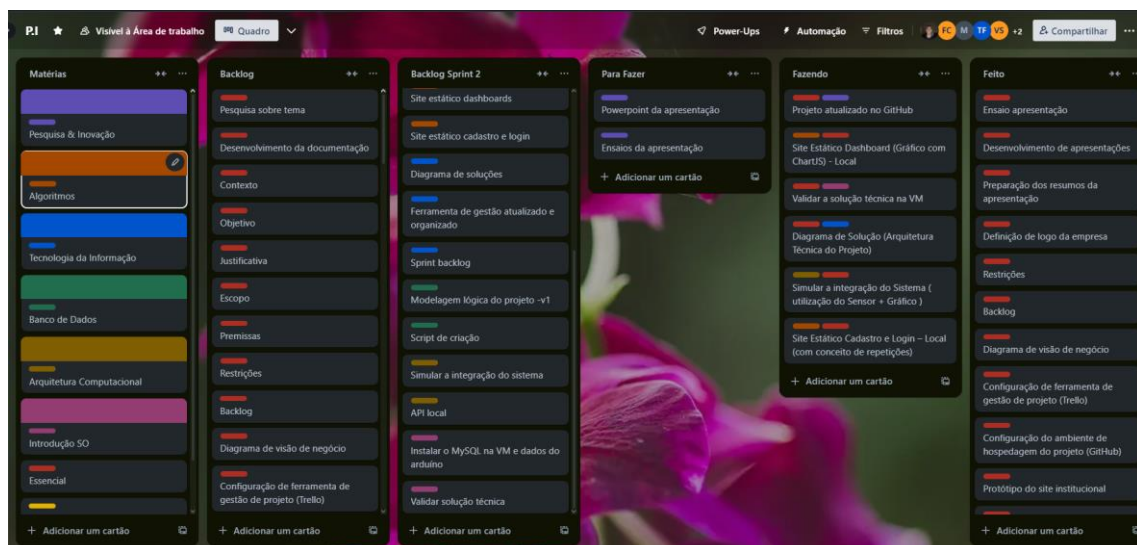 P.I
Visível à Área de trabalho
Quadro
Power-Ups
Automação
Filtros
FC
M
TF
VS
+2
Compartilhar
Matérias
Pesquisa & Inovação
Algoritmos
Tecnologia da Informação
Banco de Dados
Arquitetura Computacional
Introdução SO
Essencial
+ Adicionar um cartão
Backlog
Pesquisa sobre tema
Desenvolvimento da documentação
Contexto
Objetivo
Justificativa
Escopo
Premissas
Restrições
Backlog
Diagrama de visão de negócio
Configuração de ferramenta de
gestão de projeto (Trello)
+ Adicionar um cartão
Backlog Sprint 2
Site estático dashboards
Site estático cadastro e login
Diagrama de soluções
Ferramenta de gestão atualizado e
organizado
Sprint backlog
Modelagem lógica do projeto -v1
Script de criação
Simular a integração do sistema
API local
Instalar o MySQL na VM e dados do
arduíno
Validar solução técnica
+ Adicionar um cartão
Para Fazer
Powerpoint da apresentação
Ensaios da apresentação
+ Adicionar um cartão
Fazendo
Projeto atualizado no GitHub
Site Estático Dashboard (Gráfico com
ChartJS) - Local
Validar a solução técnica na VM
Diagrama de Solução (Arquitetura
Técnica do Projeto)
Simular a integração do Sistema (
utilização do Sensor + Gráfico )
Site Estático Cadastro e Login – Local
(com conceito de repetições)
+ Adicionar um cartão
Feito
Ensaio apresentação
Desenvolvimento de apresentações
Preparação dos resumos da
apresentação
Definição de logo da empresa
Restrições
Backlog
Diagrama de visão de negócio
Configuração de ferramenta de
gestão de projeto (Trello)
Configuração do ambiente de
hospedagem do projeto (GitHub)
Protótipo do site institucional
+ Adicionar um cartão